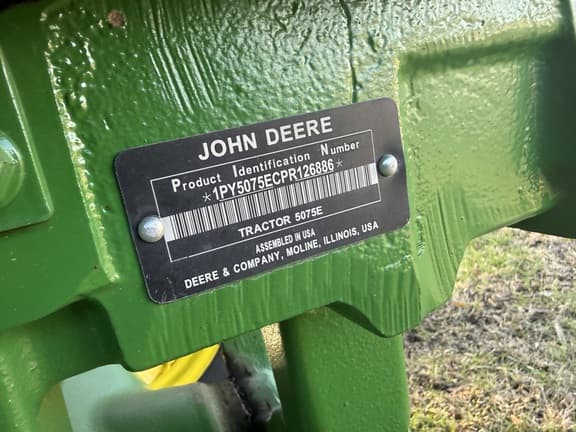 JOHN DEERE
Product Identification Number
*1PY5075ECPR126886*
TRACTOR 5075E
ASSEMBLED IN USA
DEERE & COMPANY, MOLINE, ILLINOIS, USA